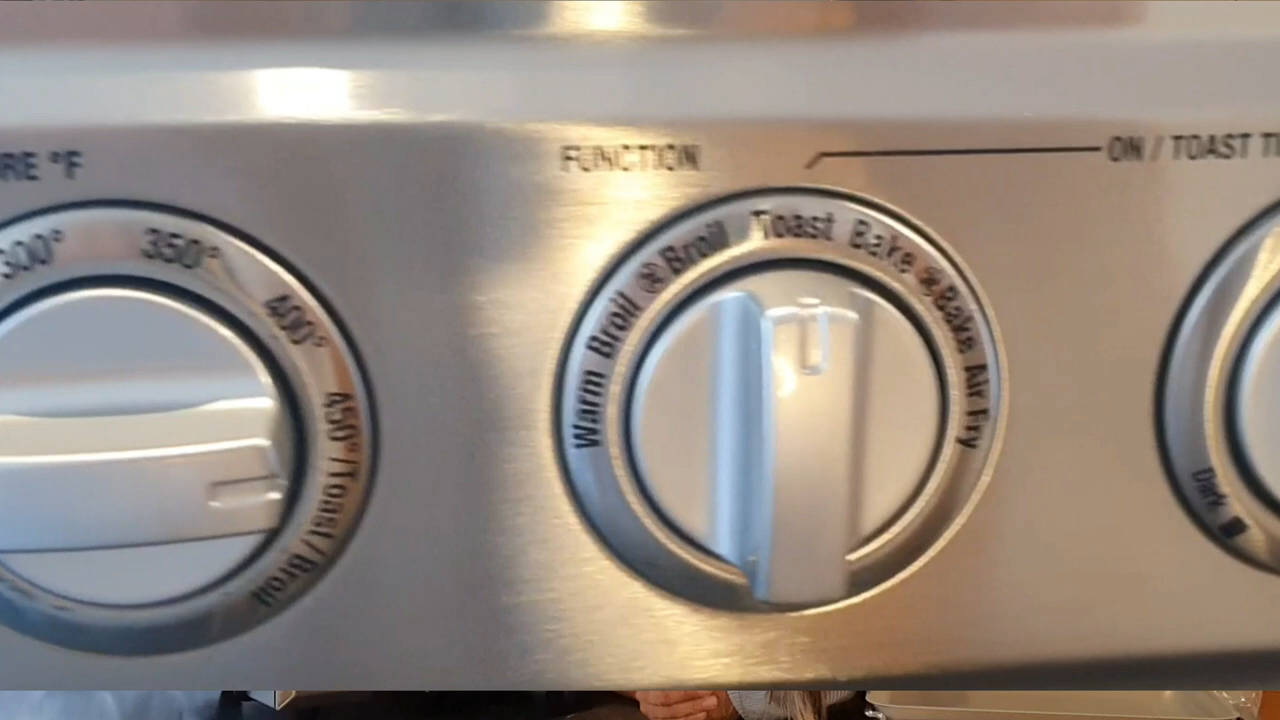 RE °F
FUNCTION
ON / TOAST TI
300° 350° 400° 450° / Toast / Broil
Warm Broil Broil Toast Bake Bake Air Fry
Dark